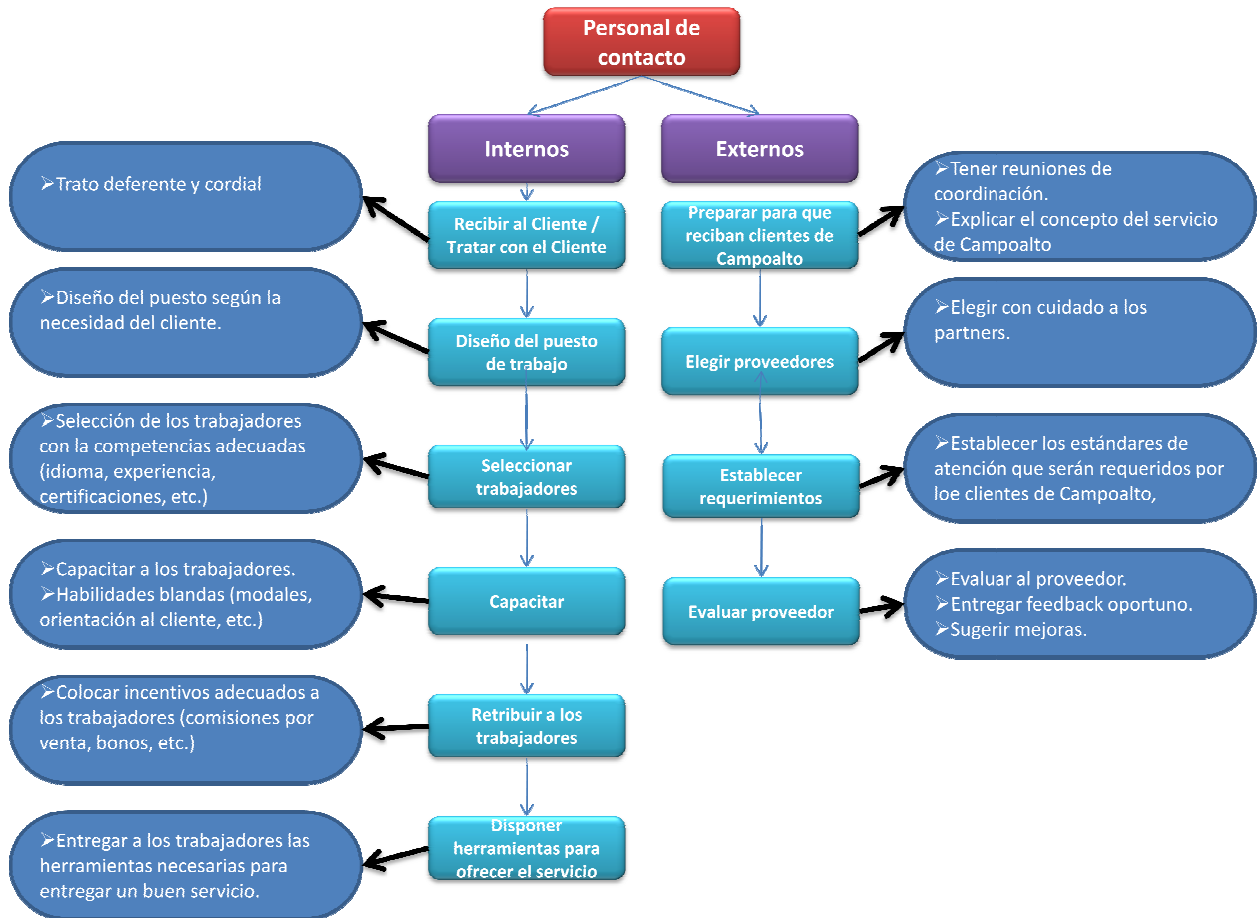 Personal de
contacto
Internos
Externos
➢Trato deferente y cordial
Recibir al Cliente /
Tratar con el Cliente
Preparar para que
reciban clientes de
Campoalto
➢Tener reuniones de
coordinación.
➢Explicar el concepto del servicio
de Campoalto
➢Diseño del puesto según la
necesidad del cliente.
Diseño del puesto
de trabajo
Elegir proveedores
➢Elegir con cuidado a los
partners.
➢Selección de los trabajadores
con la competencias adecuadas
(idioma, experiencia,
certificaciones, etc.)
Seleccionar
trabajadores
Establecer
requerimientos
➢Establecer los estándares de
atención que serán requeridos por
loe clientes de Campoalto,
➢Capacitar a los trabajadores.
➢Habilidades blandas (modales,
orientación al cliente, etc.)
Capacitar
Evaluar proveedor
➢Evaluar al proveedor.
➢Entregar feedback oportuno.
➢Sugerir mejoras.
➢Colocar incentivos adecuados a
los trabajadores (comisiones por
venta, bonos, etc.)
Retribuir a los
trabajadores
➢Entregar a los trabajadores las
herramientas necesarias para
entregar un buen servicio.
Disponer
herramientas para
ofrecer el servicio